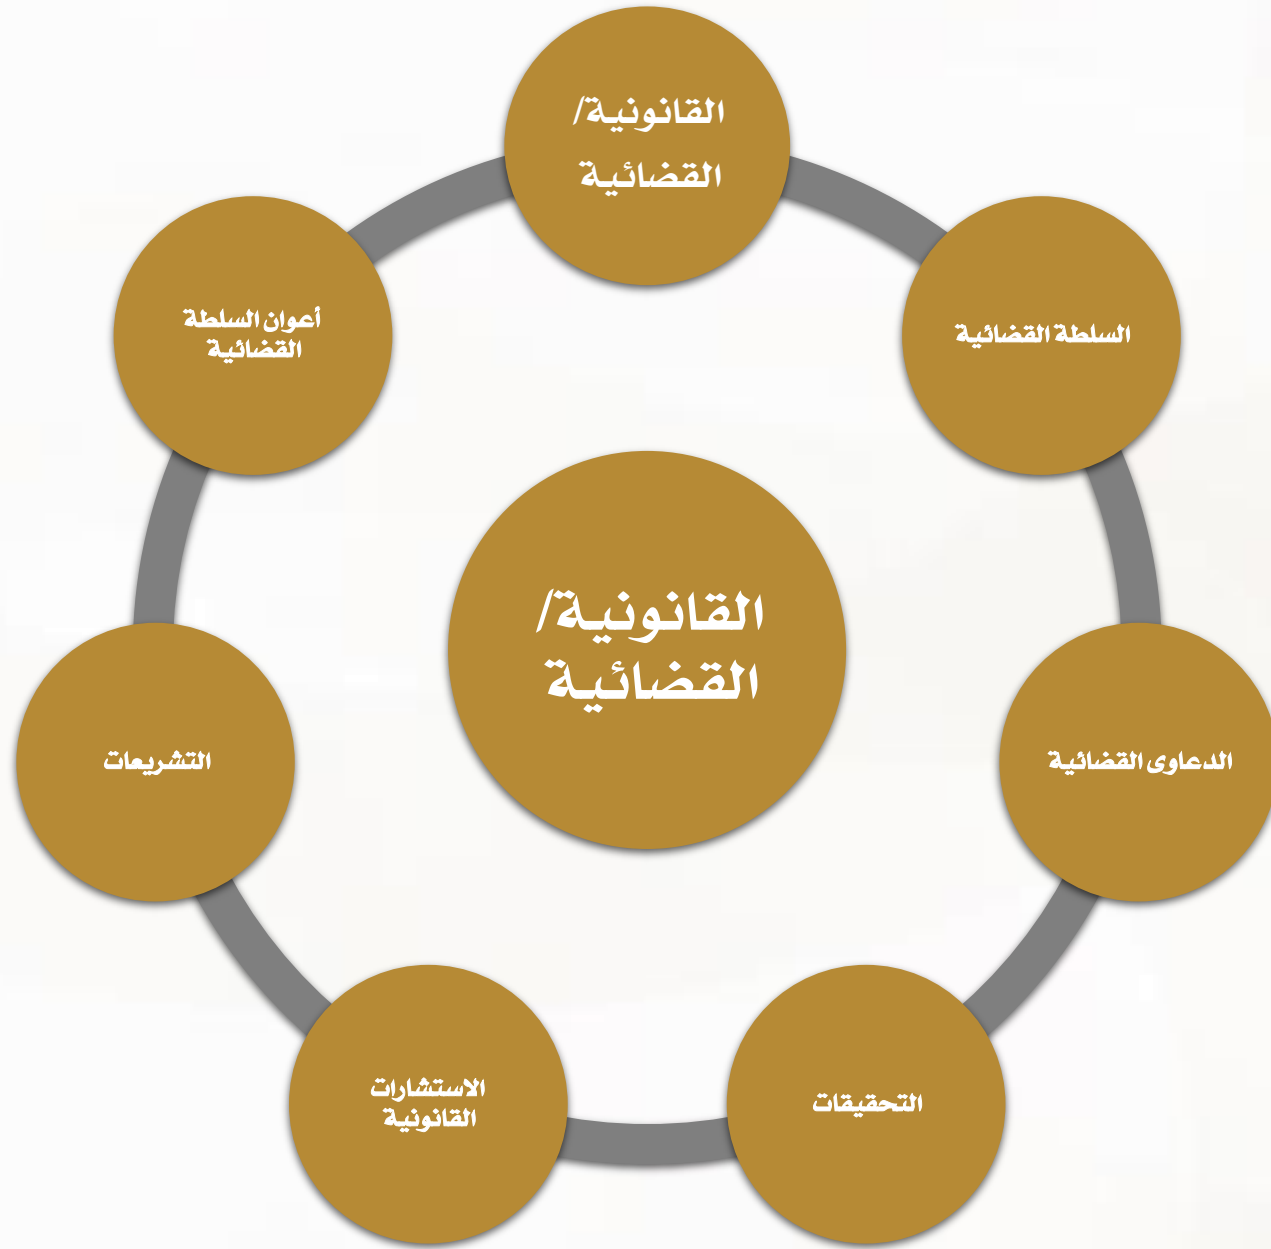 القانونية/
القضائية
السلطة القضائية
الدعاوى القضائية
التحقيقات
الاستشارات
القانونية
التشريعات
أعوان السلطة
القضائية
القانونية/
القضائية